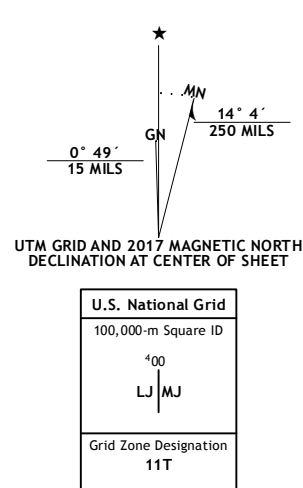 ★
MN
GN
14° 4´
250 MILS
0° 49´
15 MILS
UTM GRID AND 2017 MAGNETIC NORTH
DECLINATION AT CENTER OF SHEET
U.S. National Grid
100,000-m Square ID
⁴00
LJ MJ
Grid Zone Designation
11T